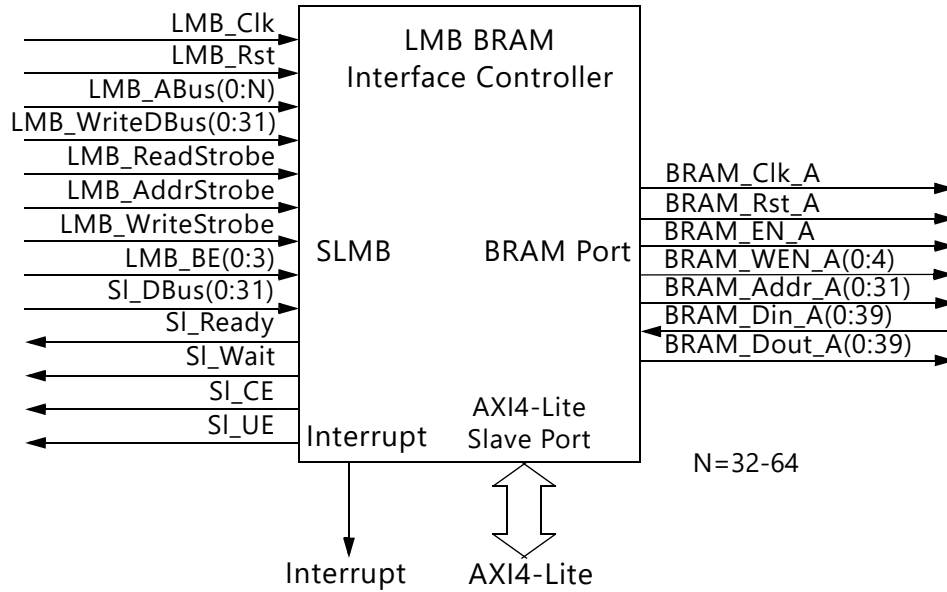 LMB_Clk
LMB_Rst
LMB_ABus(0:N)
LMB_WriteDBus(0:31)
LMB_ReadStrobe
LMB_AddrStrobe
LMB_WriteStrobe
LMB_BE(0:3)
Sl_DBus(0:31)
Sl_Ready
Sl_Wait
Sl_CE
Sl_UE
LMB BRAM
Interface Controller
SLMB
BRAM Port
BRAM_Clk_A
BRAM_Rst_A
BRAM_EN_A
BRAM_WEN_A(0:4)
BRAM_Addr_A(0:31)
BRAM_Din_A(0:39)
BRAM_Dout_A(0:39)
Interrupt
AXI4-Lite
Slave Port
N=32-64
Interrupt
AXI4-Lite